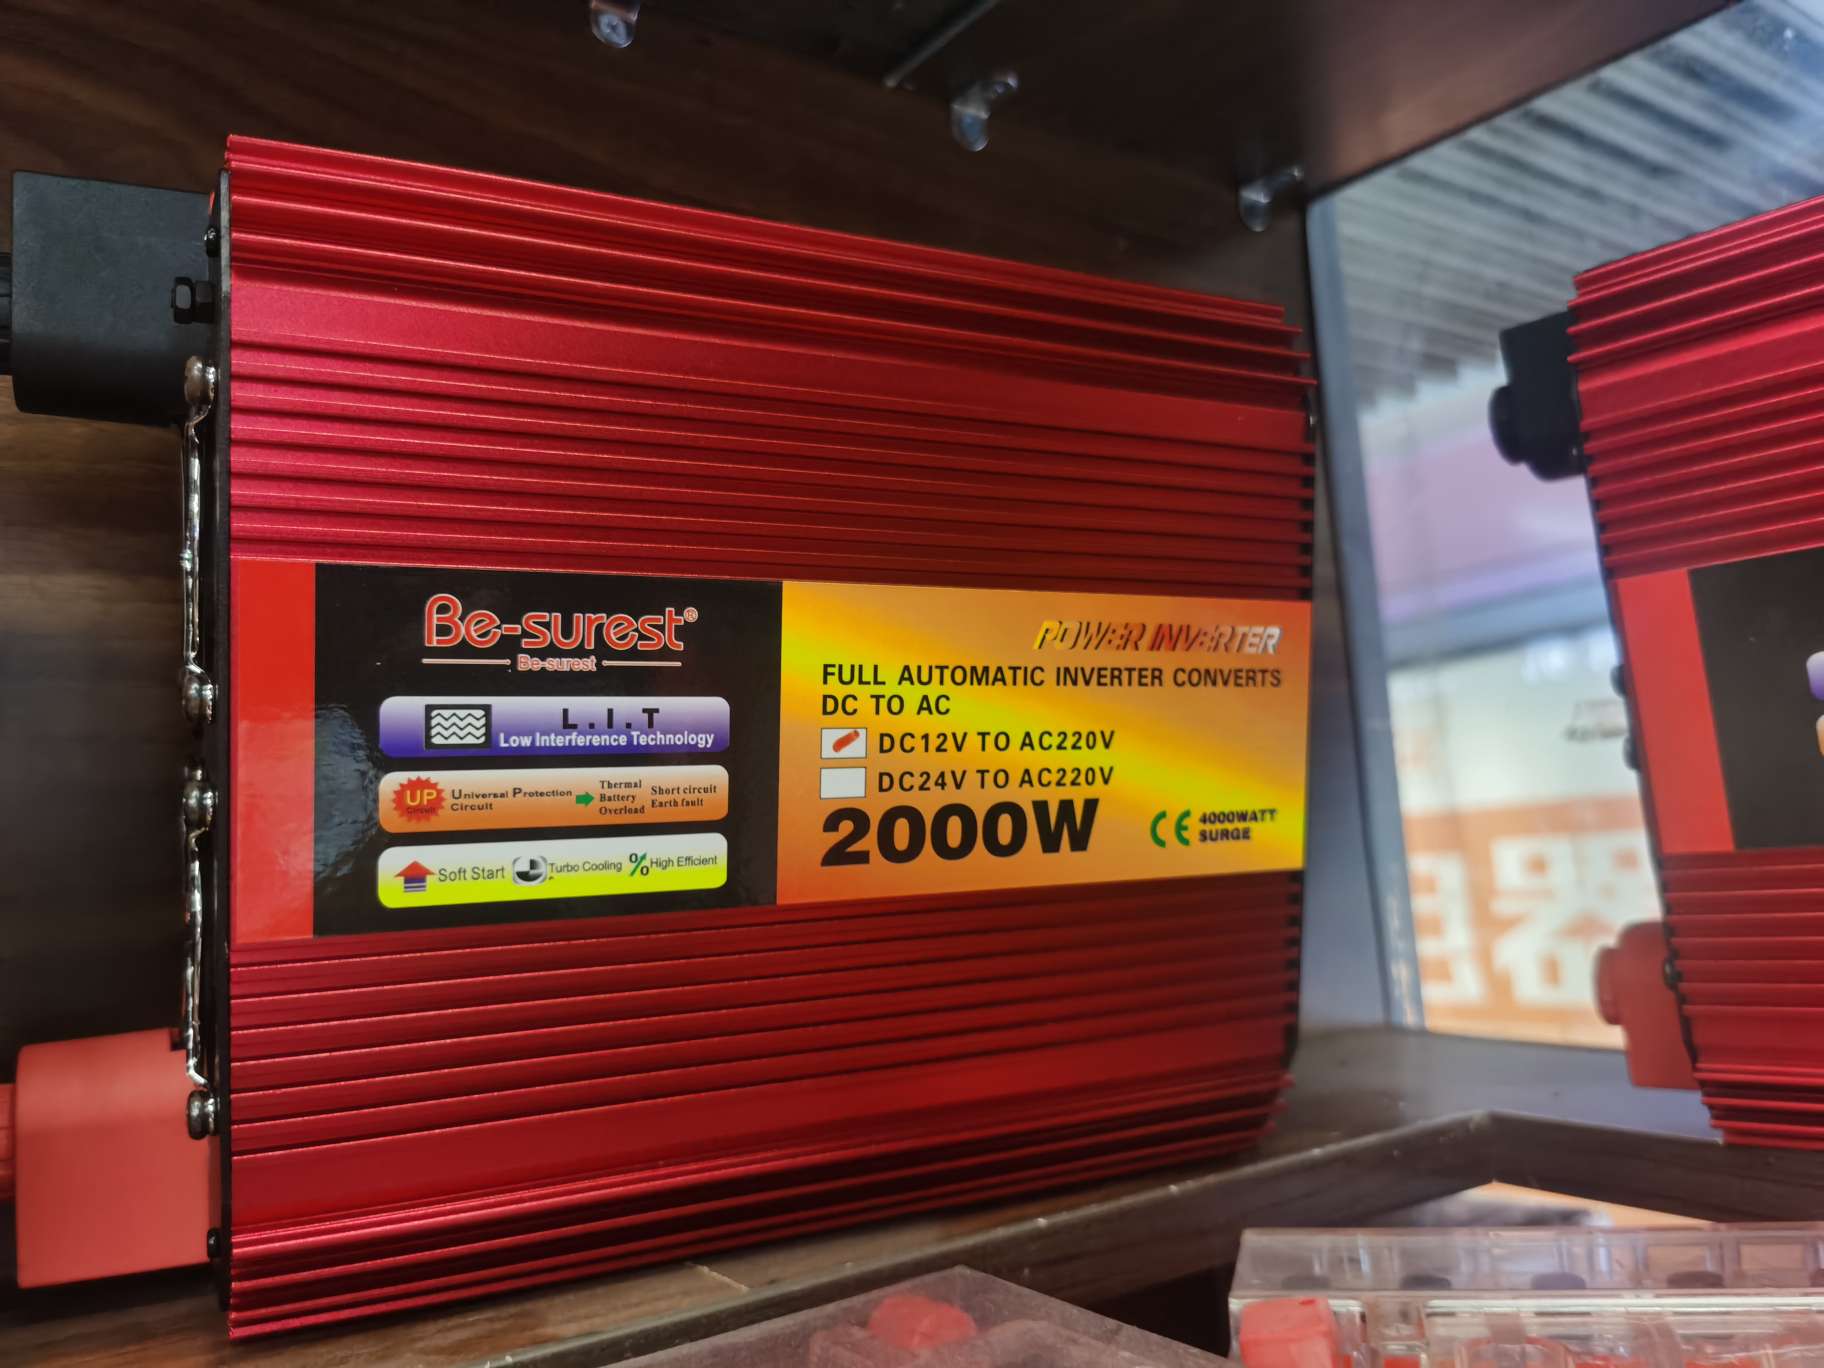 Be-surest®
Be-surest
L.I.T
Low Interference Technology
UP
Circuit
Universal Protection
Circuit
Thermal
Battery
Overload
Short circuit
Earth fault
Soft Start
Turbo Cooling
% High Efficient
POWER INVERTER
FULL AUTOMATIC INVERTER CONVERTS
DC TO AC
DC12V TO AC220V
DC24V TO AC220V
2000W
CE
4000WATT
SURGE
器